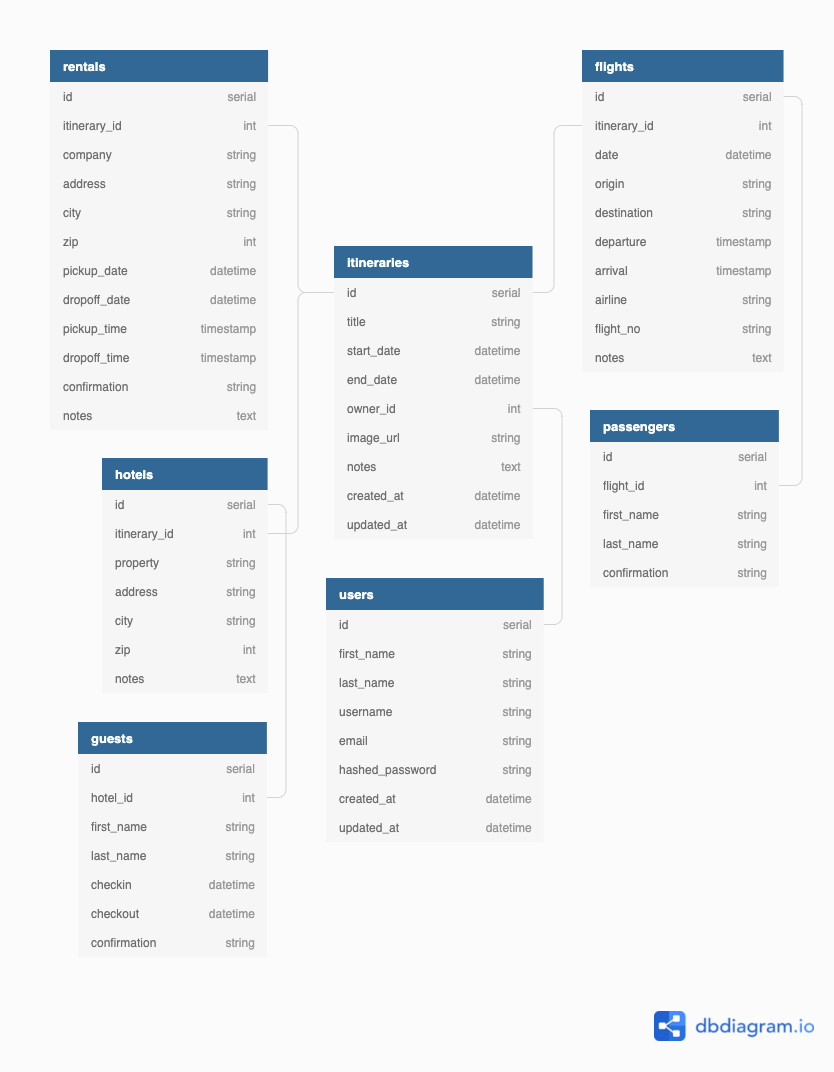 rentals
id serial
itinerary_id int
company string
address string
city string
zip int
pickup_date datetime
dropoff_date datetime
pickup_time timestamp
dropoff_time timestamp
confirmation string
notes text
flights
id serial
itinerary_id int
date datetime
origin string
destination string
departure timestamp
arrival timestamp
airline string
flight_no string
notes text
itineraries
id serial
title string
start_date datetime
end_date datetime
owner_id int
image_url string
notes text
created_at datetime
updated_at datetime
passengers
id serial
flight_id int
first_name string
last_name string
confirmation string
hotels
id serial
itinerary_id int
property string
address string
city string
zip int
notes text
users
id serial
first_name string
last_name string
username string
email string
hashed_password string
created_at datetime
updated_at datetime
guests
id serial
hotel_id int
first_name string
last_name string
checkin datetime
checkout datetime
confirmation string
dbdiagram.io